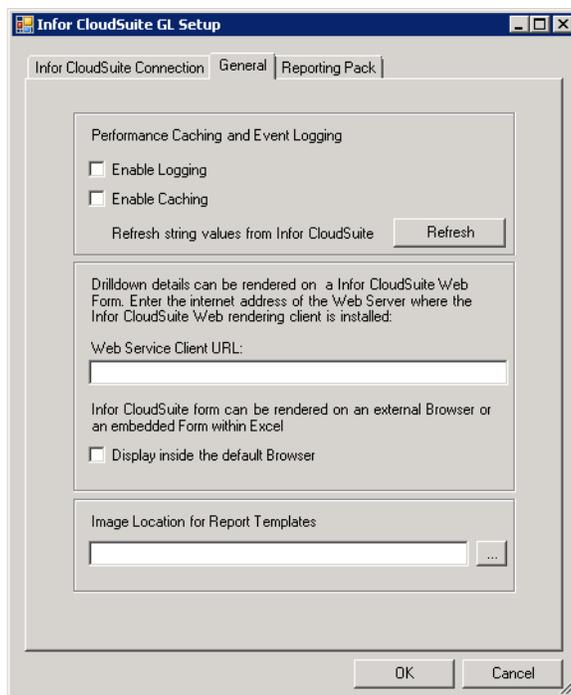 Infor CloudSuite GL Setup
Infor CloudSuite Connection
General
Reporting Pack
Performance Caching and Event Logging
Enable Logging
Enable Caching
Refresh string values from Infor CloudSuite
Refresh
Drilldown details can be rendered on  a Infor CloudSuite Web
Form. Enter the internet address of the Web Server where the
Infor CloudSuite Web rendering client is installed:
Web Service Client URL:
Infor CloudSuite form can be rendered on an external Browser or
an embedded Form within Excel
Display inside the default Browser
Image Location for Report Templates
...
OK
Cancel